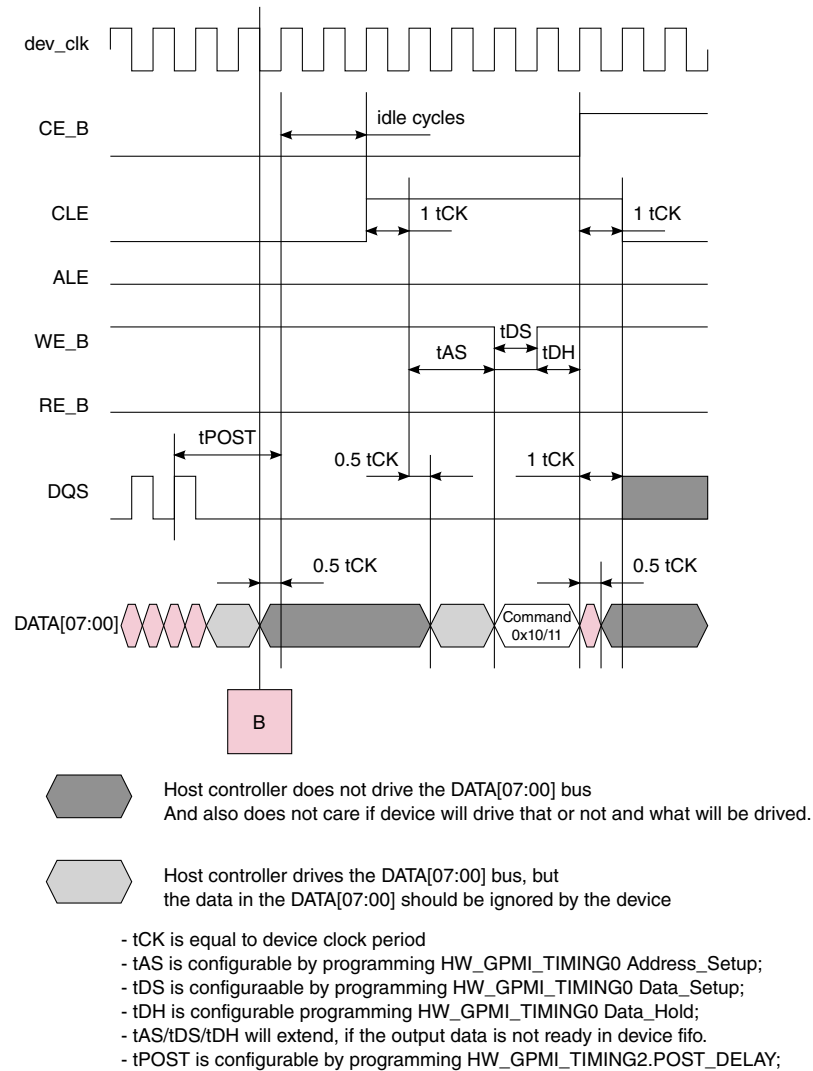 dev_clk
CE_B
idle cycles
CLE
1 tCK
1 tCK
ALE
WE_B
tDS
tAS
tDH
RE_B
tPOST
0.5 tCK
1 tCK
DQS
0.5 tCK
0.5 tCK
DATA[07:00]
Command
0x10/11
B
Host controller does not drive the DATA[07:00] bus
And also does not care if device will drive that or not and what will be drived.
Host controller drives the DATA[07:00] bus, but
the data in the DATA[07:00] should be ignored by the device
- tCK is equal to device clock period
- tAS is configurable by programming HW_GPMI_TIMING0 Address_Setup;
- tDS is configuraable by programming HW_GPMI_TIMING0 Data_Setup;
- tDH is configurable programming HW_GPMI_TIMING0 Data_Hold;
- tAS/tDS/tDH will extend, if the output data is not ready in device fifo.
- tPOST is configurable by programming HW_GPMI_TIMING2.POST_DELAY;